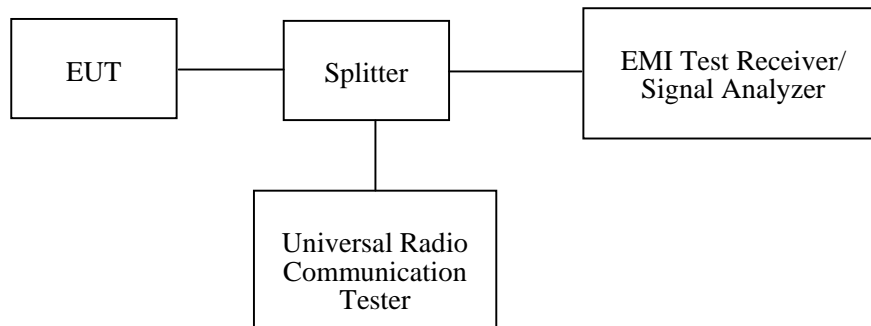 EUT
Splitter
EMI Test Receiver/
Signal Analyzer
Universal Radio
Communication
Tester